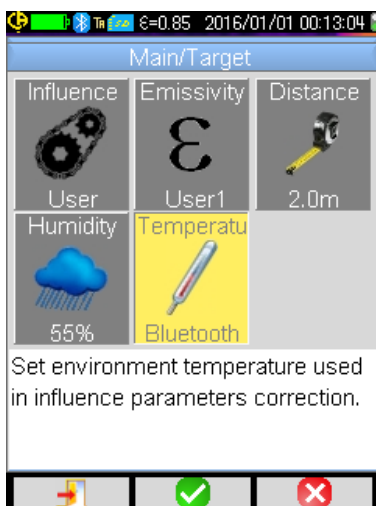 ε=0.85 2016/01/01 00:13:04
Main/Target
Influence Emissivity Distance
ε
User User1 2.0m
Humidity Temperatu
55% Bluetooth
Set environment temperature used
in influence parameters correction.